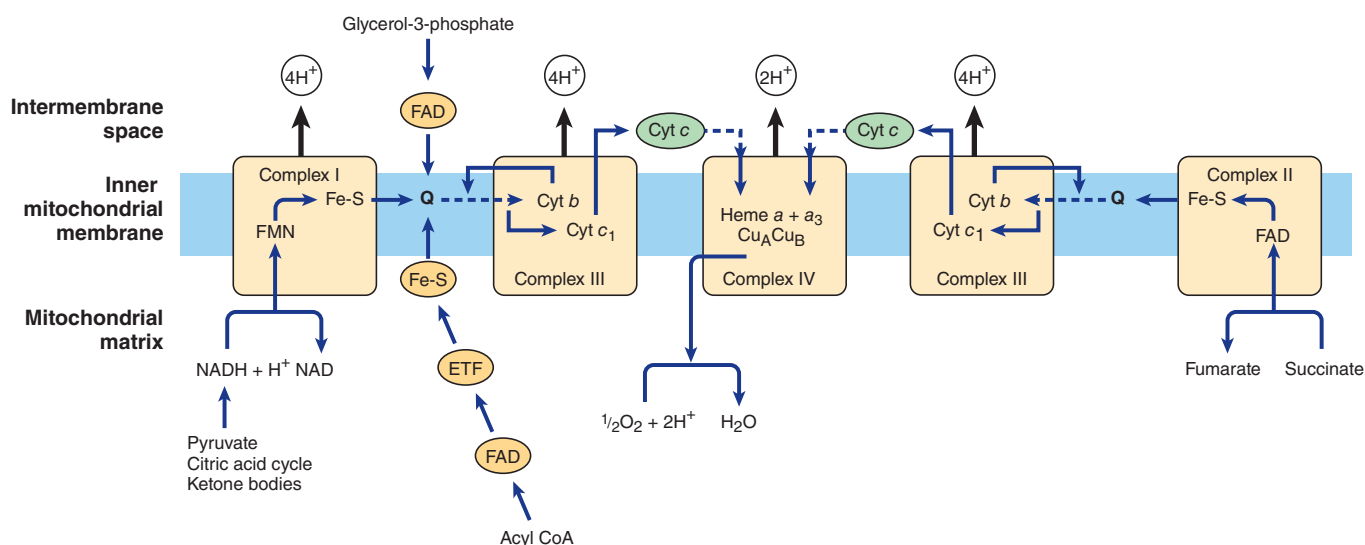 Glycerol-3-phosphate
4H+
4H+
2H+
4H+
Intermembrane
space
FAD
Cyt c
Cyt c
Inner
mitochondrial
membrane
Complex I
Fe-S
FMN
Q
Cyt b
Cyt c1
Complex III
Heme a + a3
CuACuB
Complex IV
Cyt b
Cyt c1
Complex III
Q
Complex II
Fe-S
FAD
Fe-S
Mitochondrial
matrix
NADH + H+ NAD
ETF
Fumarate
Succinate
1/2O2 + 2H+
H2O
Pyruvate
Citric acid cycle
Ketone bodies
FAD
Acyl CoA